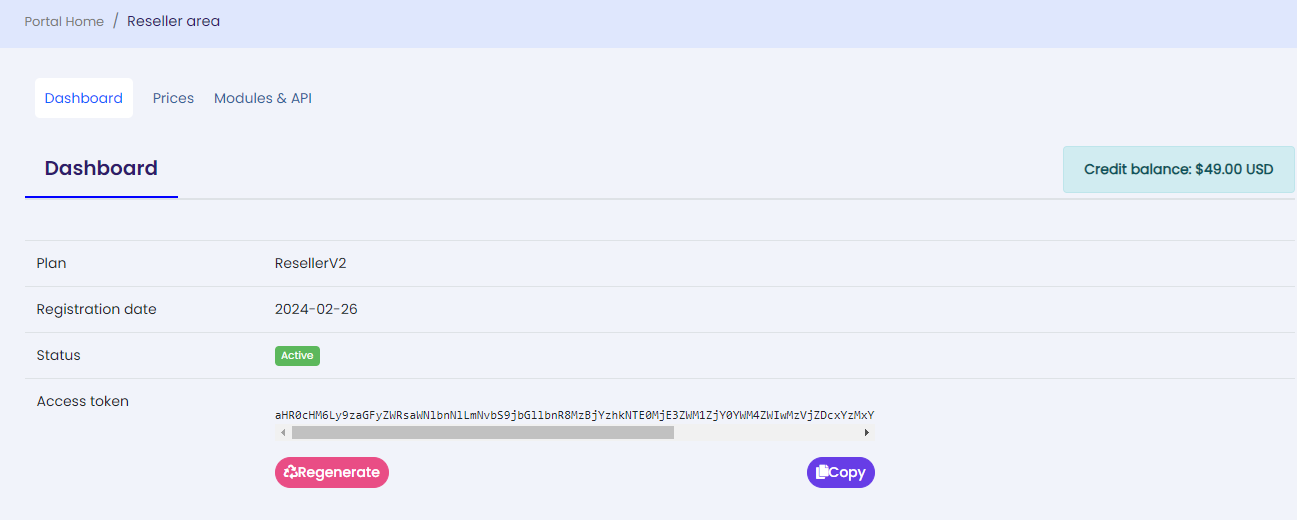 Portal Home / Reseller area
Dashboard Prices Modules & API
Dashboard
Credit balance: $49.00 USD
Plan ResellerV2
Registration date 2024-02-26
Status Active
Access token
aHR0cHM6Ly9zaGFyZWRsaWNlbnNlLmNvbS9jbGllbnR8MzBjYzhkNTE0MjE3ZWM1ZjY0YWM4ZWIwMzVjZDcxYzMxY
Regenerate Copy